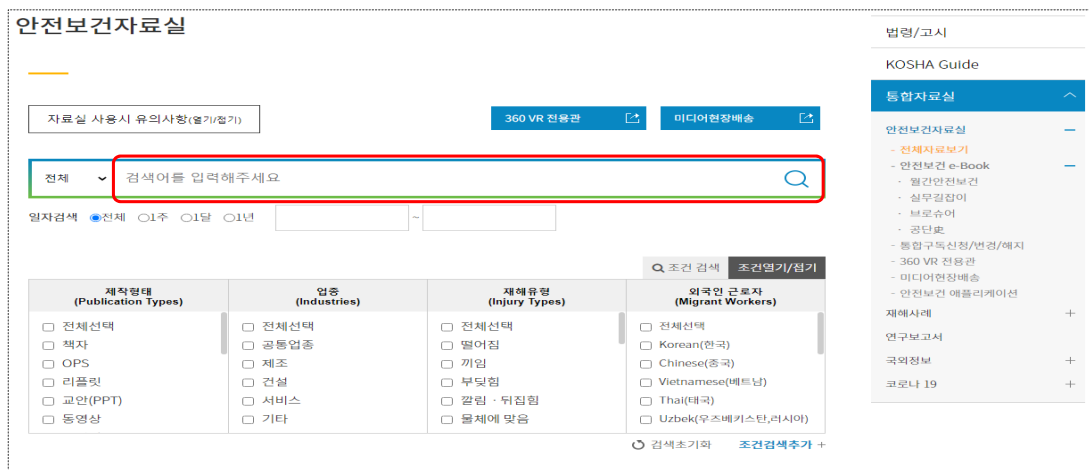 안전보건자료실
자료실 사용시 유의사항(열기/접기)
360 VR 전용관
미디어현장배송
전체
검색어를 입력해주세요
일자검색 전체 1주 1달 1년 ~
조건 검색 조건열기/접기
제작형태
(Publication Types)
전체선택
책자
OPS
리플릿
교안(PPT)
동영상
업종
(Industries)
전체선택
공통업종
제조
건설
서비스
기타
재해유형
(Injury Types)
전체선택
떨어짐
끼임
부딪힘
깔림 · 뒤집힘
물체에 맞음
외국인 근로자
(Migrant Workers)
전체선택
Korean(한국)
Chinese(중국)
Vietnamese(베트남)
Thai(태국)
Uzbek(우즈베키스탄,러시아)
검색초기화 조건검색추가 +
법령/고시
KOSHA Guide
통합자료실
안전보건자료실 −
- 전체자료보기
- 안전보건 e-Book −
· 월간안전보건
· 실무길잡이
· 브로슈어
· 공단史
- 통합구독신청/변경/해지
- 360 VR 전용관
- 미디어현장배송
- 안전보건 애플리케이션
재해사례 +
연구보고서
국외정보 +
코로나 19 +